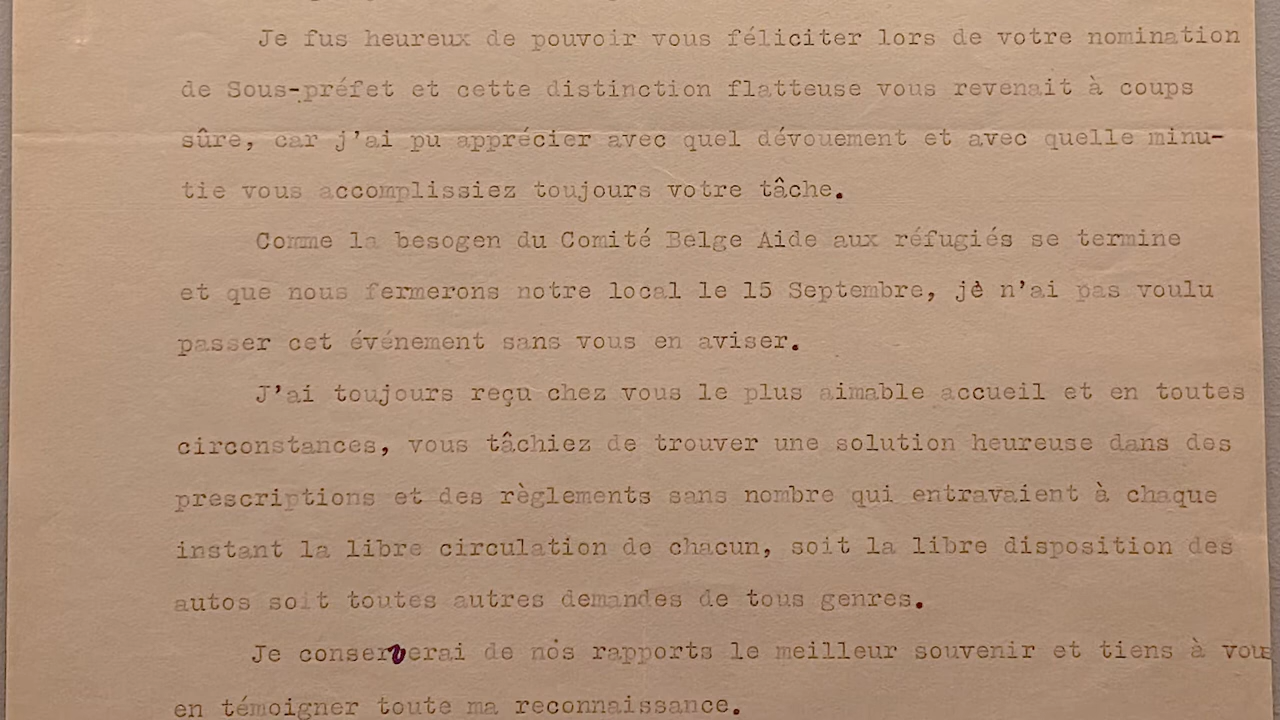 Je fus heureux de pouvoir vous féliciter lors de votre nomination
de Sous-préfet et cette distinction flatteuse vous revenait à coups
sûre, car j'ai pu apprécier avec quel dévouement et avec quelle minu-
tie vous accomplissiez toujours votre tâche.
Comme la besogen du Comité Belge Aide aux réfugiés se termine
et que nous fermerons notre local le 15 Septembre, je n'ai pas voulu
passer cet événement sans vous en aviser.
J'ai toujours reçu chez vous le plus aimable accueil et en toutes
circonstances, vous tâchiez de trouver une solution heureuse dans des
prescriptions et des règlements sans nombre qui entravaient à chaque
instant la libre circulation de chacun, soit la libre disposition des
autos soit toutes autres demandes de tous genres.
Je conserverai de nos rapports le meilleur souvenir et tiens à vous
en témoigner toute ma reconnaissance.